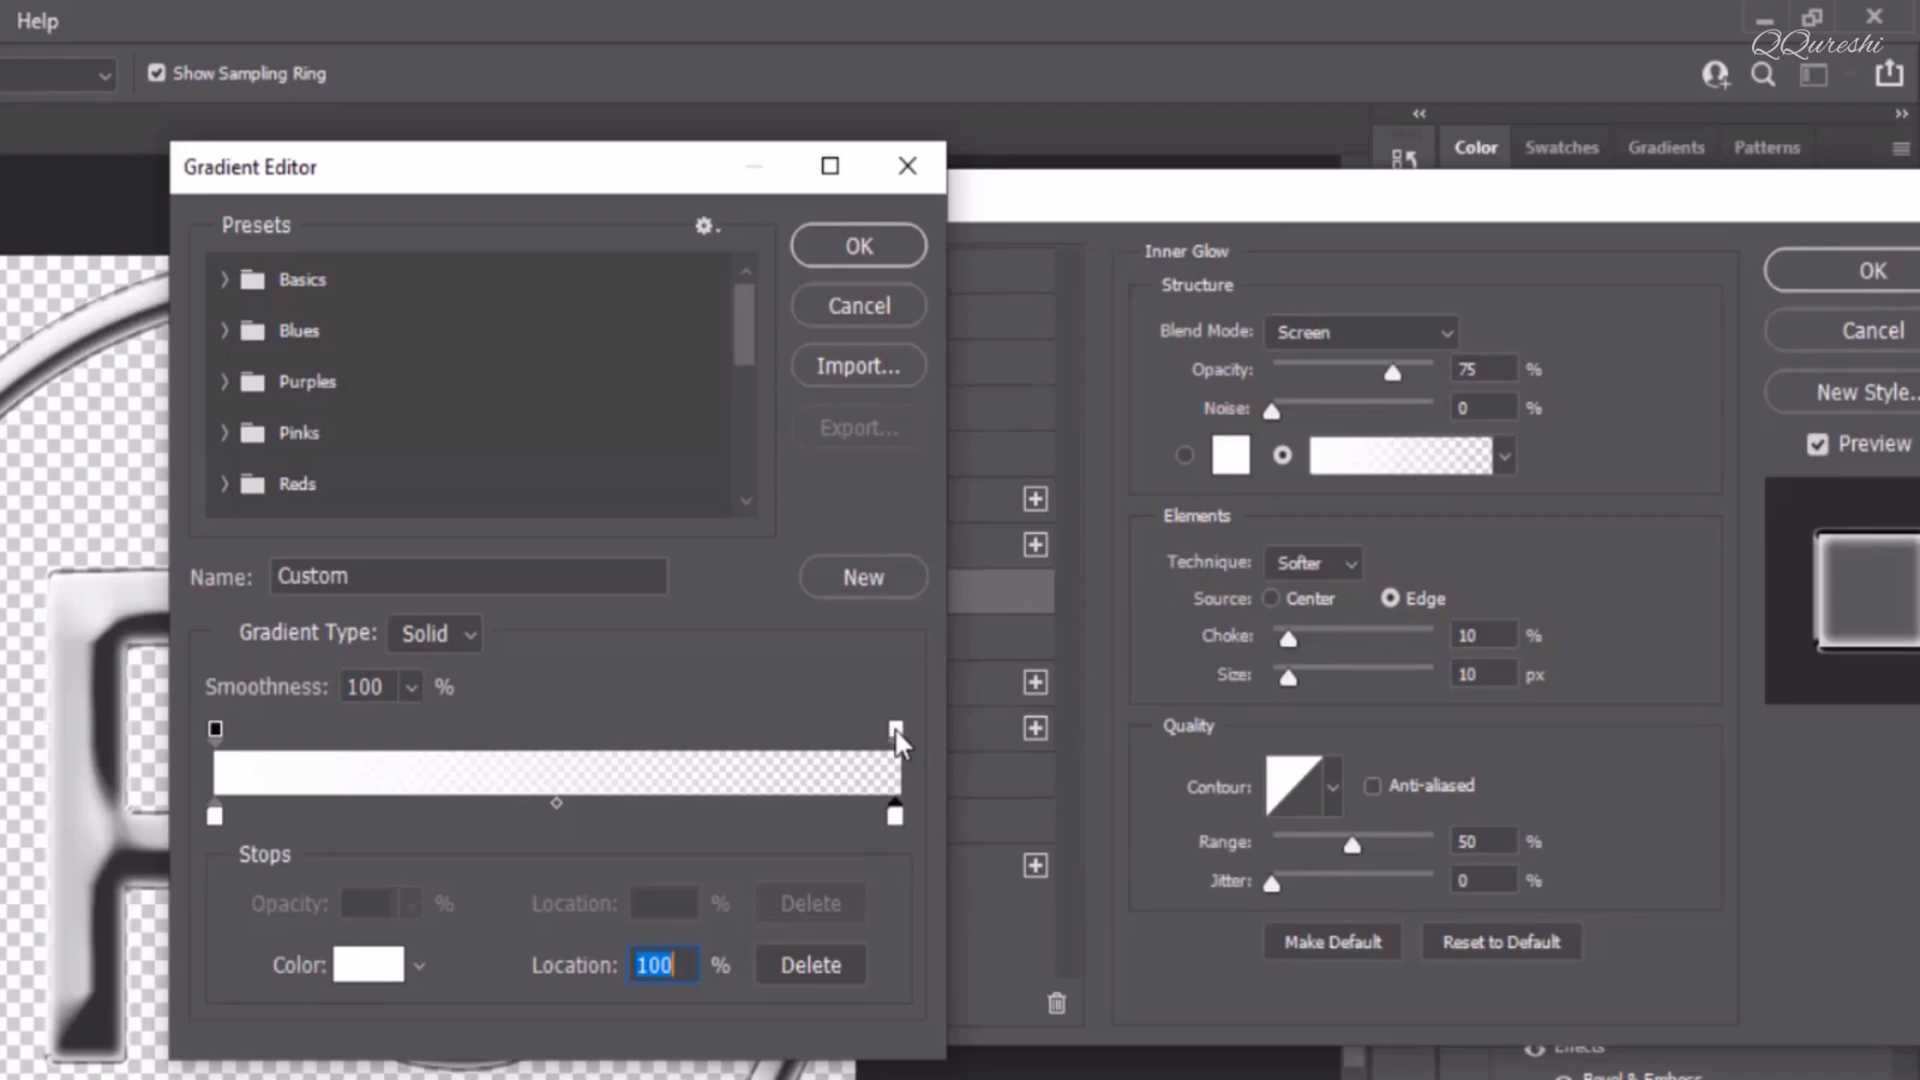 Help
QQureshi
Show Sampling Ring
Color Swatches Gradients Patterns
Gradient Editor
Presets
OK
Basics
Cancel
Blues
Import...
Purples
Export...
Pinks
Reds
Name: Custom
New
Gradient Type: Solid
Smoothness: 100 %
Stops
Opacity: % Location: % Delete
Color: Location: 100 % Delete
Inner Glow
Structure
Blend Mode: Screen
Opacity: 75 %
Noise: 0 %
Elements
Technique: Softer
Source: Center Edge
Choke: 10 %
Size: 10 px
Quality
Contour: Anti-aliased
Range: 50 %
Jitter: 0 %
Make Default Reset to Default
OK
Cancel
New Style..
Preview
Effects
Bevel & Emboss